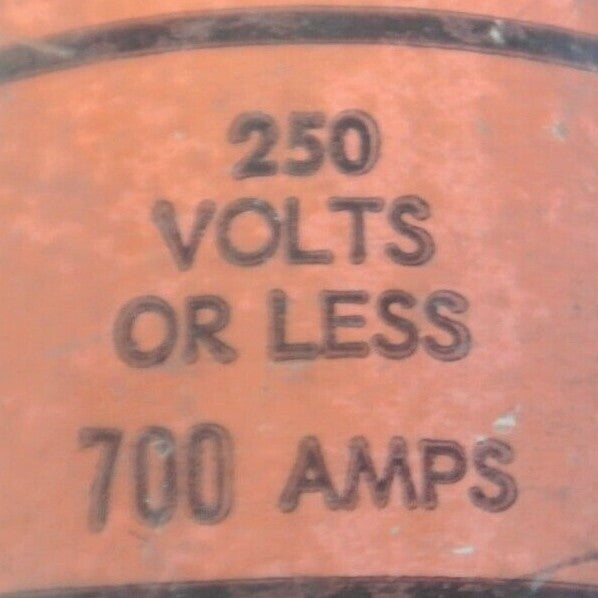 250
VOLTS
OR LESS
700 AMPS